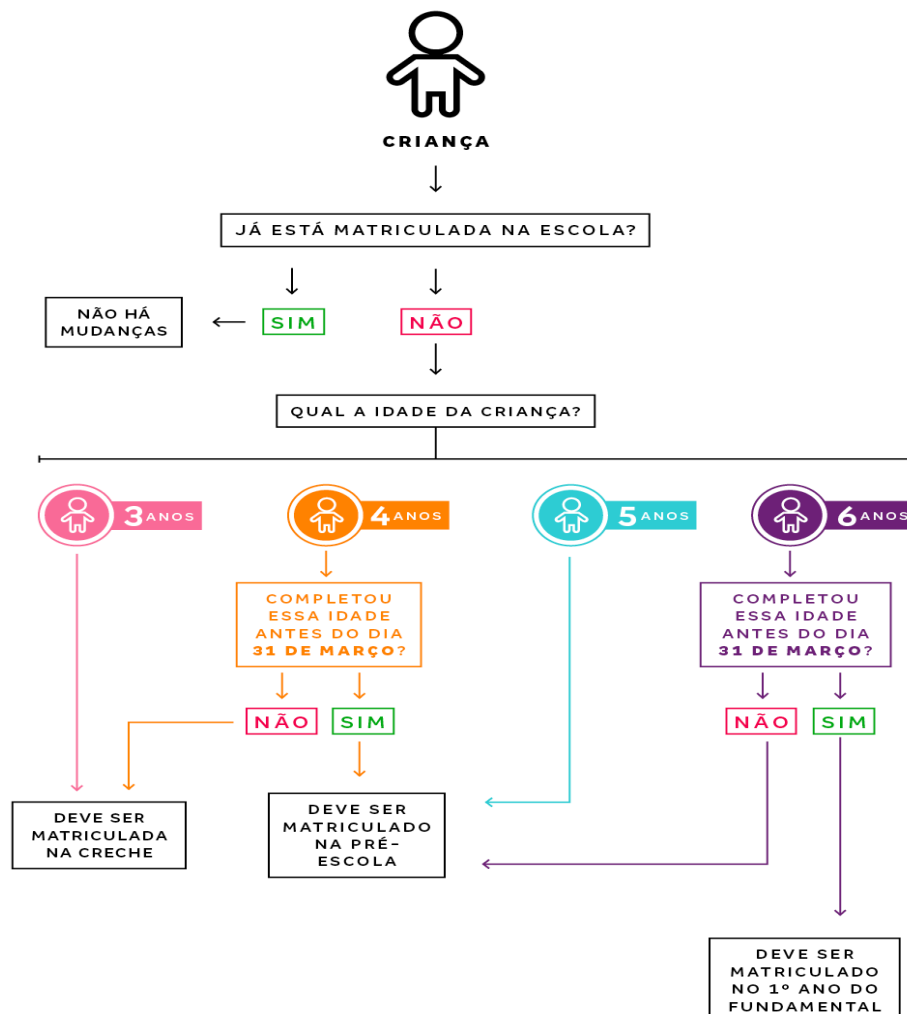 CRIANÇA
JÁ ESTÁ MATRICULADA NA ESCOLA?
NÃO HÁ
MUDANÇAS
SIM
NÃO
QUAL A IDADE DA CRIANÇA?
3 ANOS
4 ANOS
5 ANOS
6 ANOS
COMPLETOU
ESSA IDADE
ANTES DO DIA
31 DE MARÇO?
COMPLETOU
ESSA IDADE
ANTES DO DIA
31 DE MARÇO?
NÃO
SIM
NÃO
SIM
DEVE SER
MATRICULADA
NA CRECHE
DEVE SER
MATRICULADO
NA PRÉ-
ESCOLA
DEVE SER
MATRICULADO
NO 1º ANO DO
FUNDAMENTAL